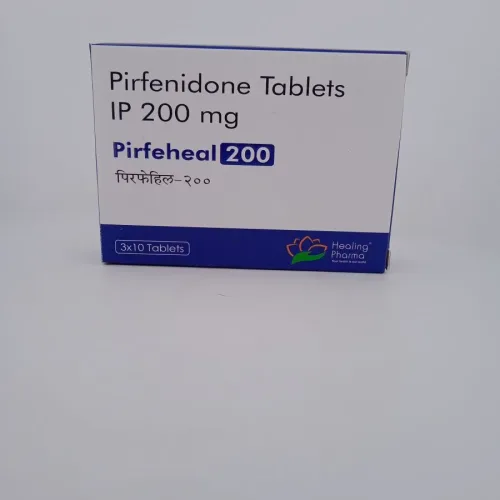 Pirfenidone Tablets
IP 200 mg
Pirfeheal 200
पिरफेहिल-२००
3x10 Tablets
Healing
Pharma